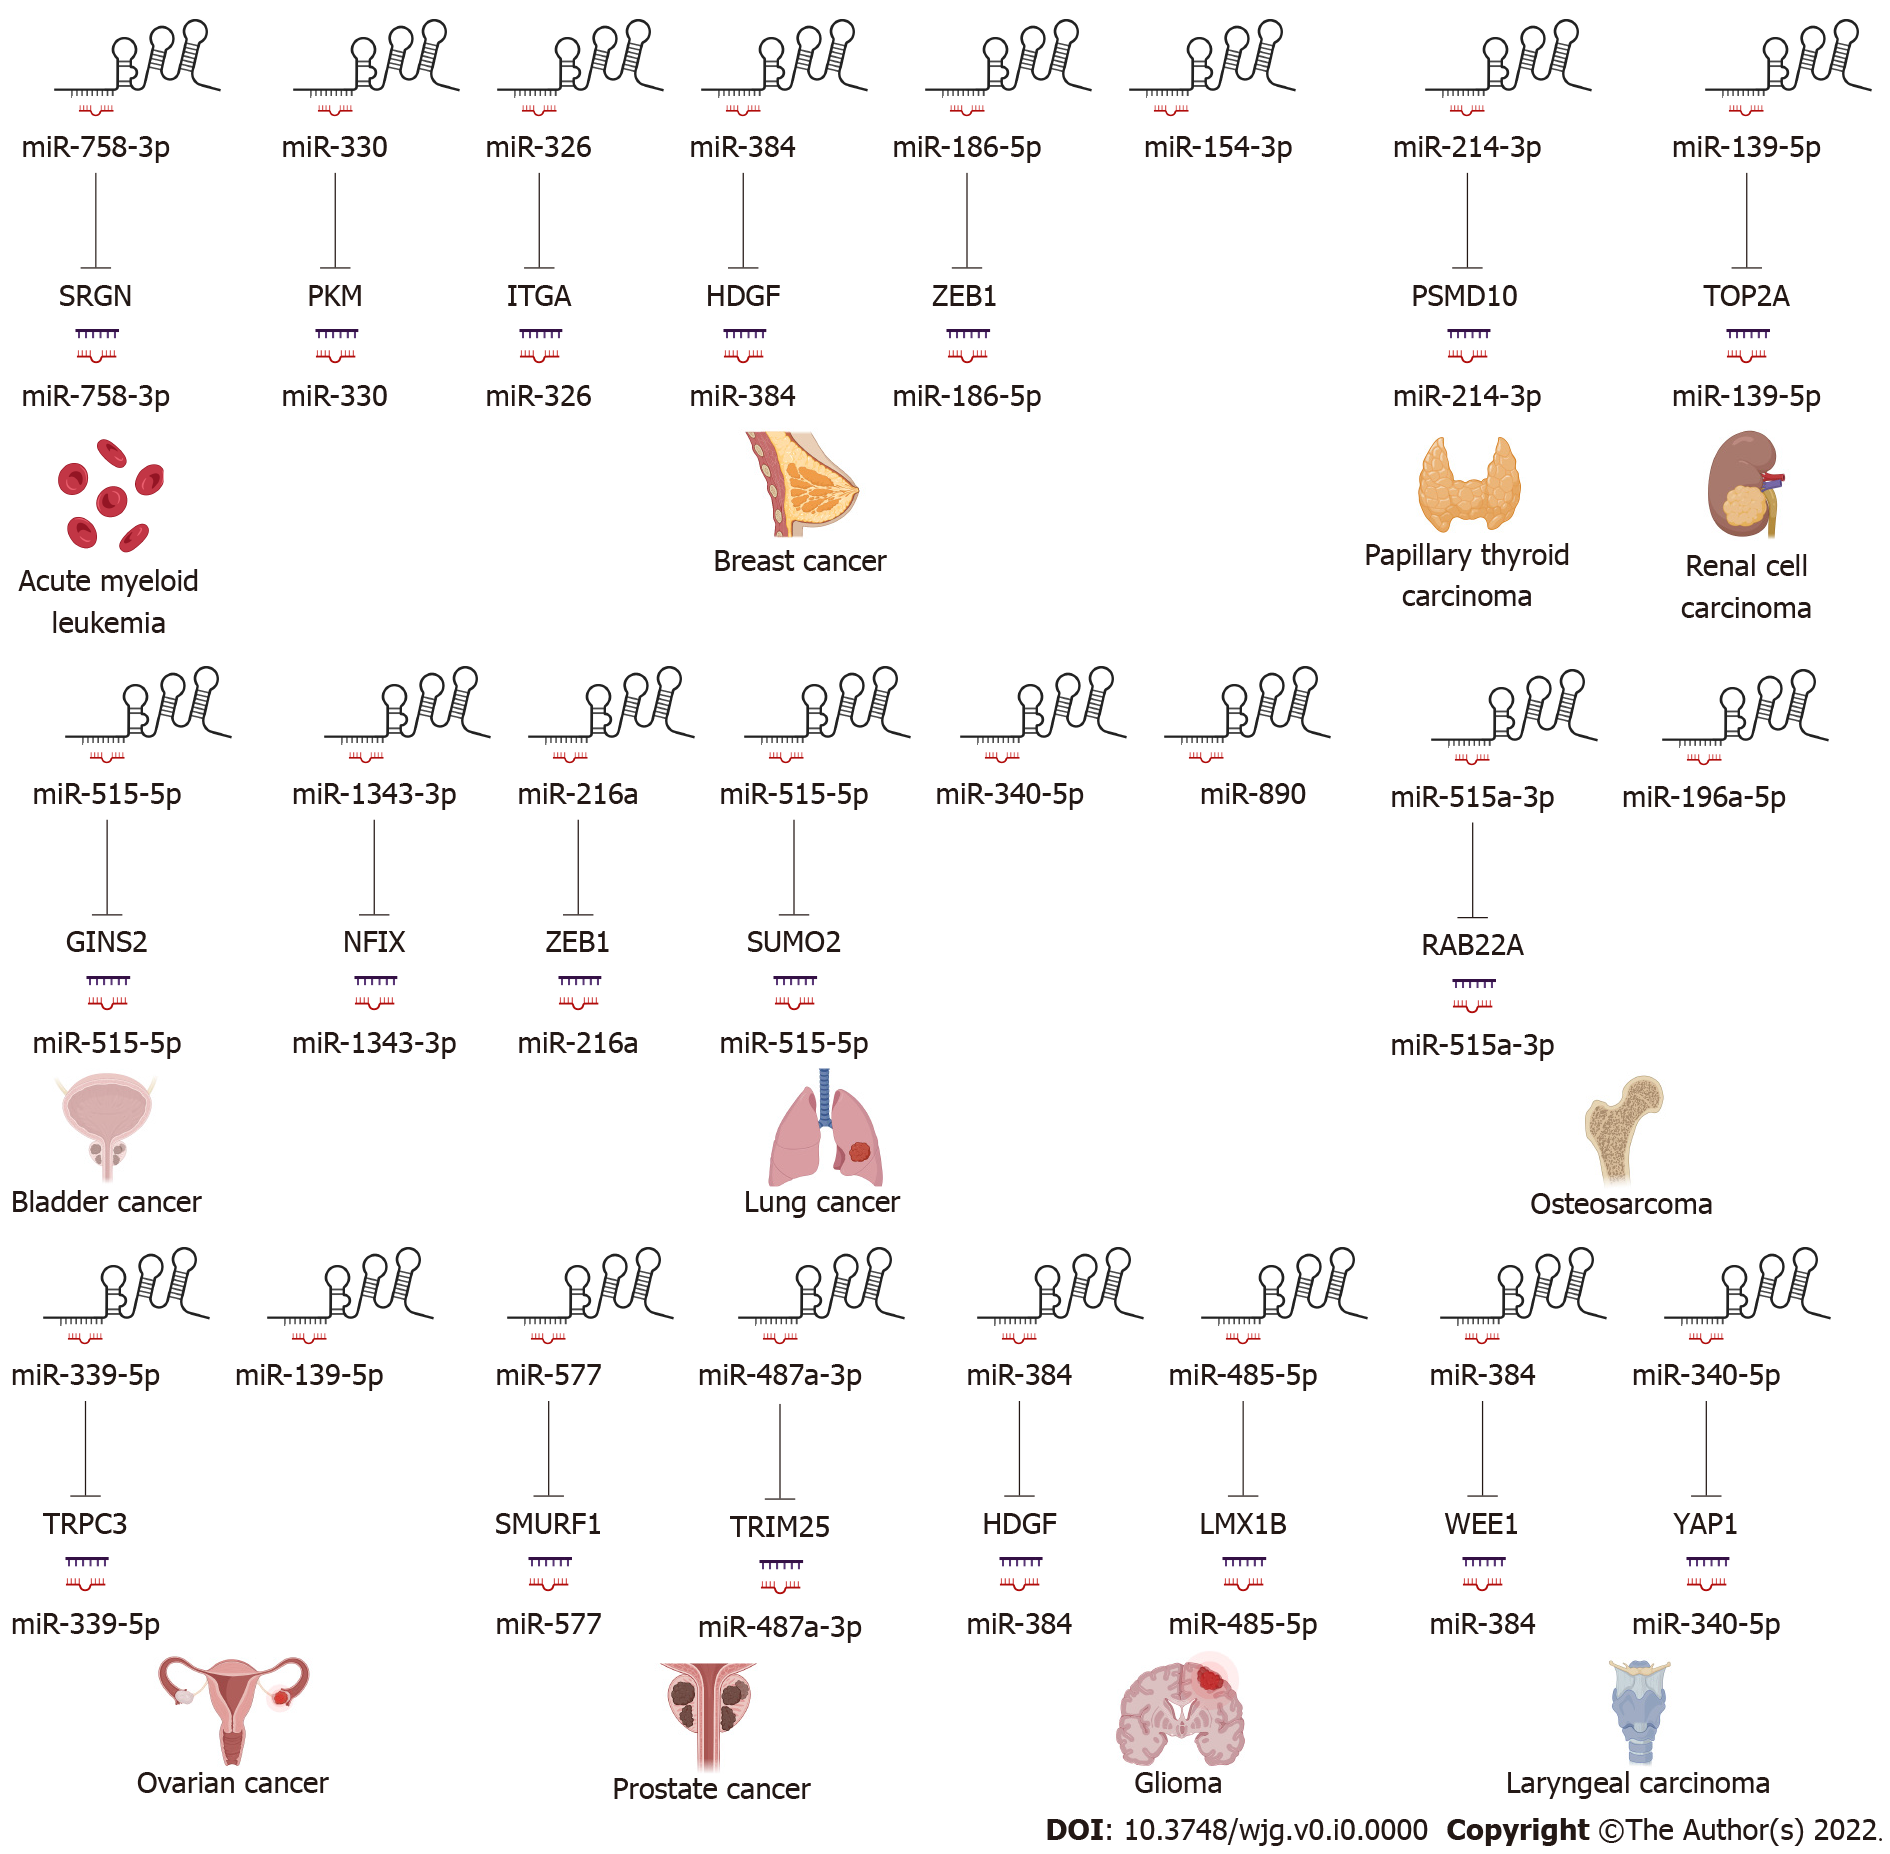 miR-758-3p miR-330 miR-326 miR-384 miR-186-5p miR-154-3p miR-214-3p miR-139-5p
SRGN PKM ITGA HDGF ZEB1 PSMD10 TOP2A
miR-758-3p miR-330 miR-326 miR-384 miR-186-5p miR-214-3p miR-139-5p
Acute myeloid
leukemia
Breast cancer
Papillary thyroid
carcinoma
Renal cell
carcinoma
miR-515-5p miR-1343-3p miR-216a miR-515-5p miR-340-5p miR-890 miR-515a-3p miR-196a-5p
GINS2 NFIX ZEB1 SUMO2 RAB22A
miR-515-5p miR-1343-3p miR-216a miR-515-5p miR-515a-3p
Bladder cancer Lung cancer Osteosarcoma
miR-339-5p miR-139-5p miR-577 miR-487a-3p miR-384 miR-485-5p miR-384 miR-340-5p
TRPC3 SMURF1 TRIM25 HDGF LMX1B WEE1 YAP1
miR-339-5p miR-577 miR-487a-3p miR-384 miR-485-5p miR-384 miR-340-5p
Ovarian cancer Prostate cancer Glioma Laryngeal carcinoma
DOI: 10.3748/wjg.v0.i0.0000 Copyright ©The Author(s) 2022.